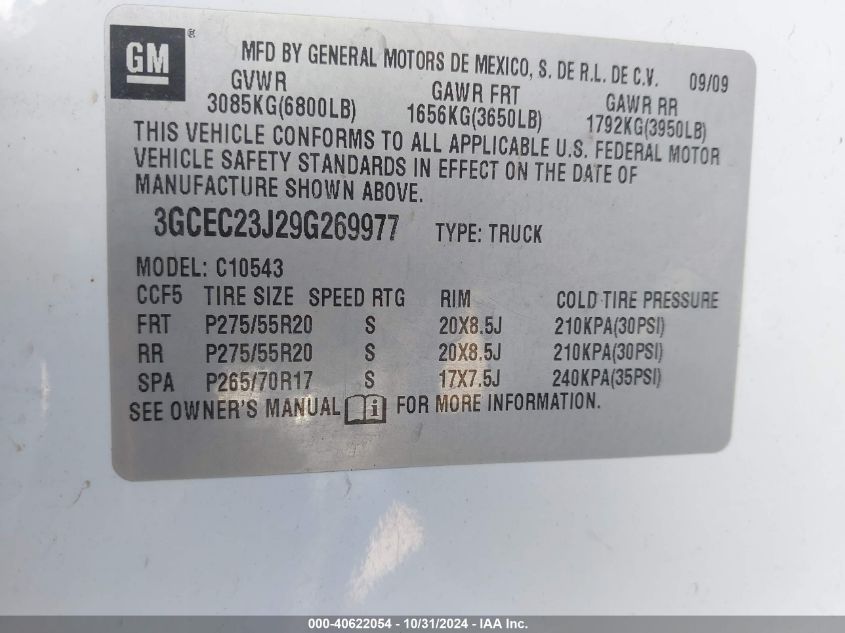 GM ®
MFD BY GENERAL MOTORS DE MEXICO, S. DE R.L. DE C.V. 09/09
GVWR GAWR FRT GAWR RR
3085KG(6800LB) 1656KG(3650LB) 1792KG(3950LB)
THIS VEHICLE CONFORMS TO ALL APPLICABLE U.S. FEDERAL MOTOR
VEHICLE SAFETY STANDARDS IN EFFECT ON THE DATE OF
MANUFACTURE SHOWN ABOVE.
3GCEC23J29G269977 TYPE: TRUCK
MODEL: C10543
CCF5 TIRE SIZE SPEED RTG RIM COLD TIRE PRESSURE
FRT P275/55R20 S 20X8.5J 210KPA(30PSI)
RR P275/55R20 S 20X8.5J 210KPA(30PSI)
SPA P265/70R17 S 17X7.5J 240KPA(35PSI)
SEE OWNER'S MANUAL i FOR MORE INFORMATION.
000-40622054 - 10/31/2024 - IAA Inc.